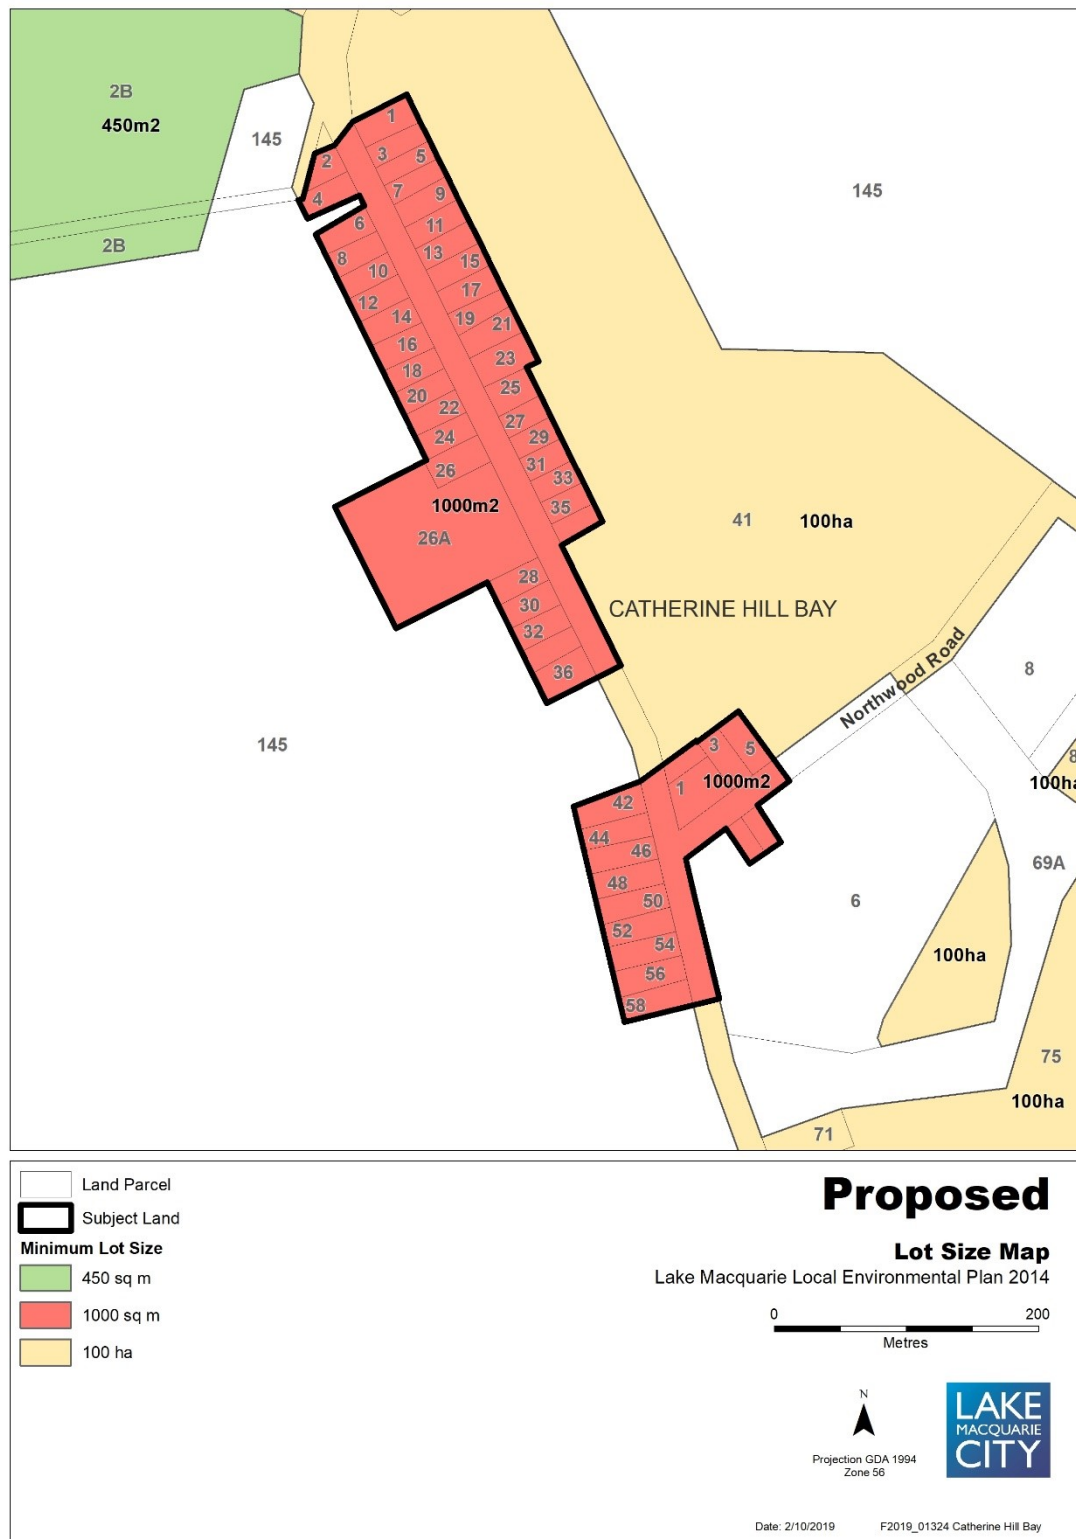 2B
450m2
145
2B
1
2
3
5
4
7
9
6
11
8
13
10
15
12
17
14
19
21
16
23
18
25
20
22
27
24
29
26
31
33
1000m2
35
26A
28
30
32
36
145
41
100ha
CATHERINE HILL BAY
Northwood Road
8
145
3
5
1
1000m2
8
100ha
42
44
46
48
50
52
54
56
58
6
69A
100ha
75
100ha
71
Land Parcel
Subject Land
Minimum Lot Size
450 sq m
1000 sq m
100 ha
Proposed
Lot Size Map
Lake Macquarie Local Environmental Plan 2014
0 200
Metres
N
Projection GDA 1994
Zone 56
LAKE
MACQUARIE
CITY
Date: 2/10/2019 F2019_01324 Catherine Hill Bay